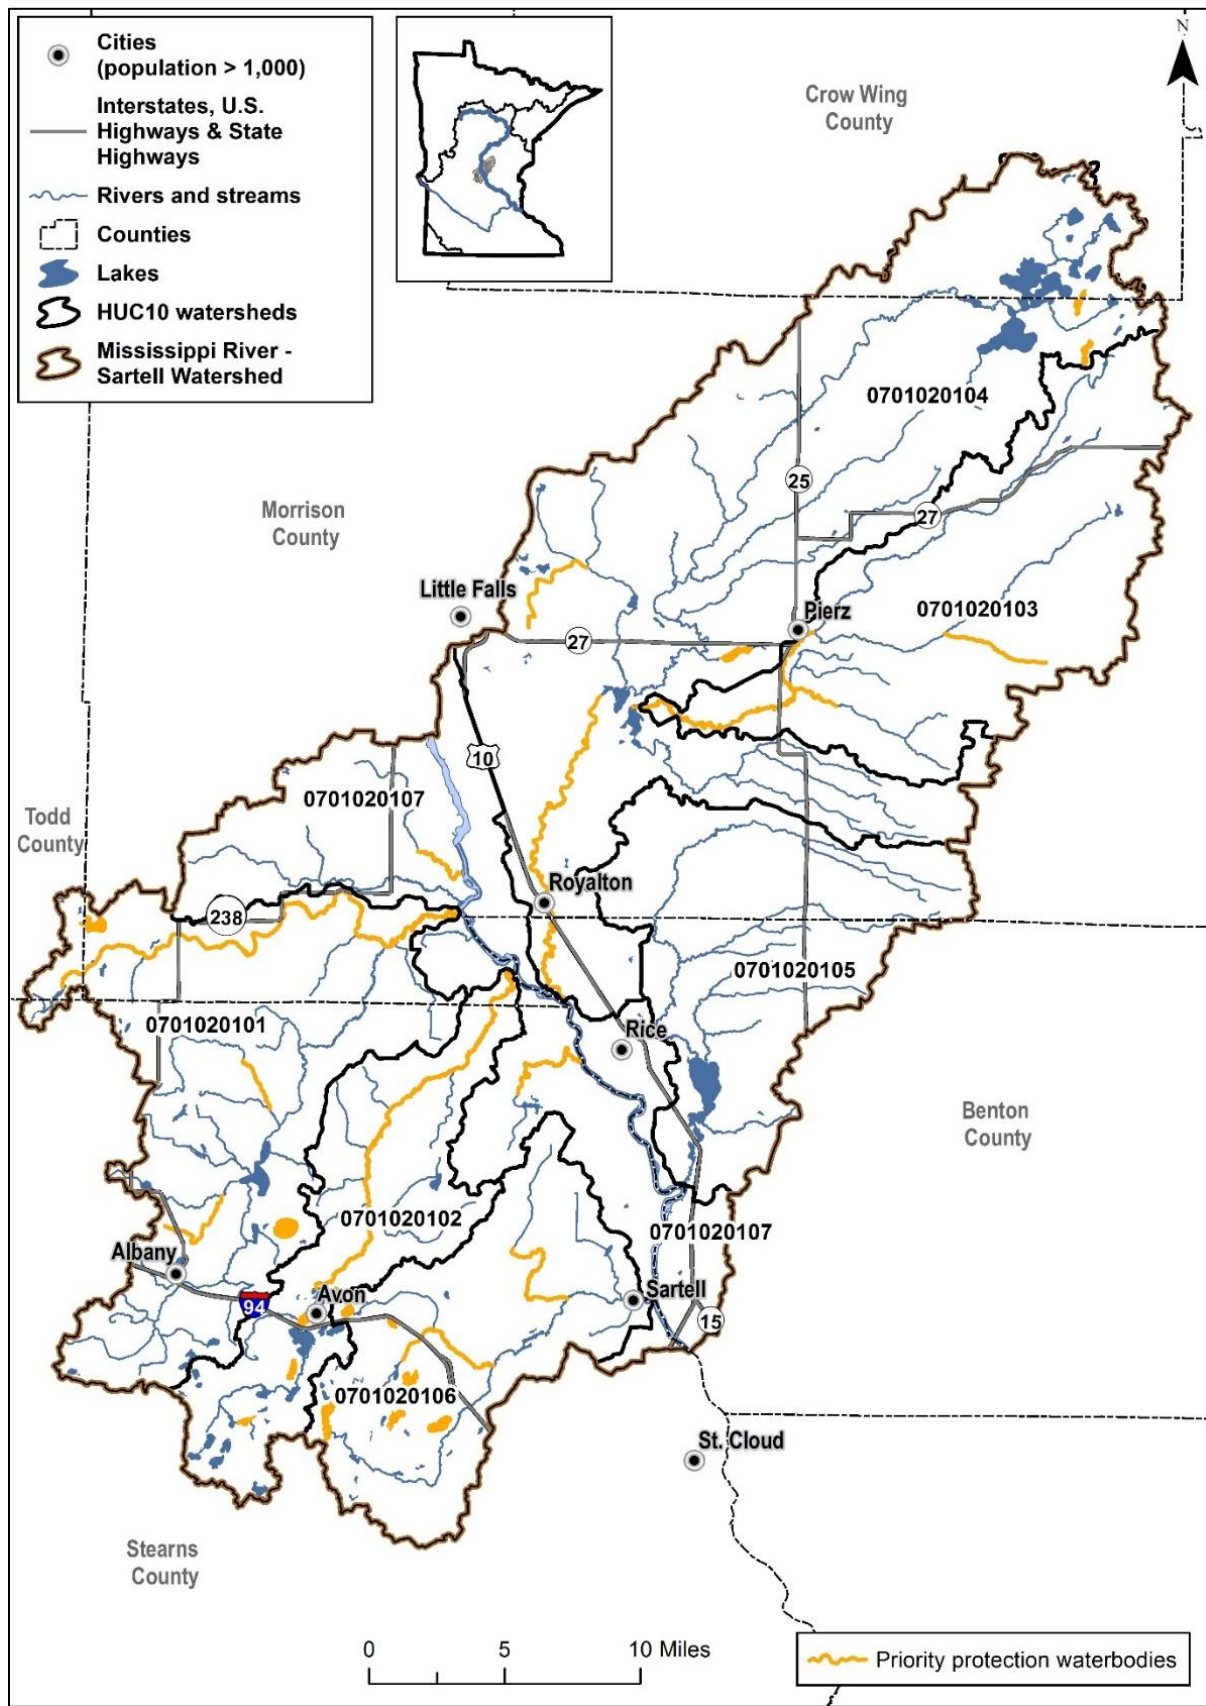 Cities
(population > 1,000)
Interstates, U.S.
Highways & State
Highways
Rivers and streams
Counties
Lakes
HUC10 watersheds
Mississippi River -
Sartell Watershed
N
Crow Wing
County
0701020104
25
27
Morrison
County
Little Falls
Pierz
0701020103
27
10
0701020107
Todd
County
Royalton
238
0701020105
0701020101
Rice
Benton
County
0701020102
0701020107
Albany
Avon
Sartell
94
15
0701020106
St. Cloud
Stearns
County
0 5 10 Miles
Priority protection waterbodies